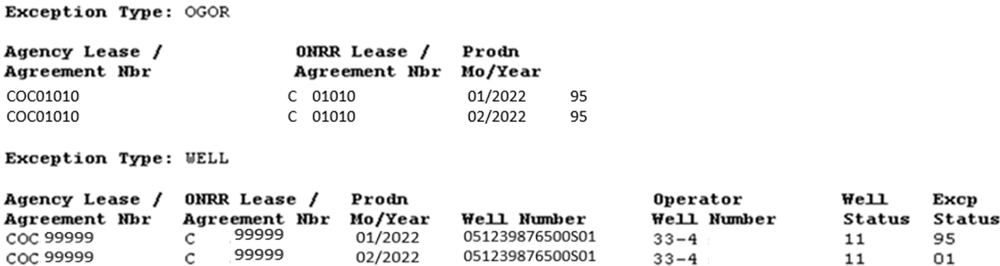 Exception Type: OGOR
Agency Lease / ONRR Lease / Prodn
Agreement Nbr Agreement Nbr Mo/Year
COC01010 C 01010 01/2022 95
COC01010 C 01010 02/2022 95
Exception Type: WELL
Agency Lease / ONRR Lease / Prodn Operator Well Excp
Agreement Nbr Agreement Nbr Mo/Year Well Number Well Number Status Status
COC 99999 C 99999 01/2022 051239876500S01 33-4 11 95
COC 99999 C 99999 02/2022 051239876500S01 33-4 11 01